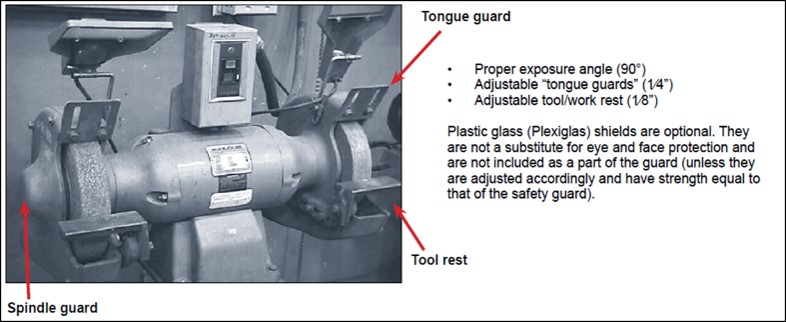 Tongue guard
• Proper exposure angle (90°)
• Adjustable “tongue guards” (1⁄4”)
• Adjustable tool/work rest (1⁄8”)
Plastic glass (Plexiglas) shields are optional. They
are not a substitute for eye and face protection and
are not included as a part of the guard (unless they
are adjusted accordingly and have strength equal to
that of the safety guard).
Tool rest
Spindle guard